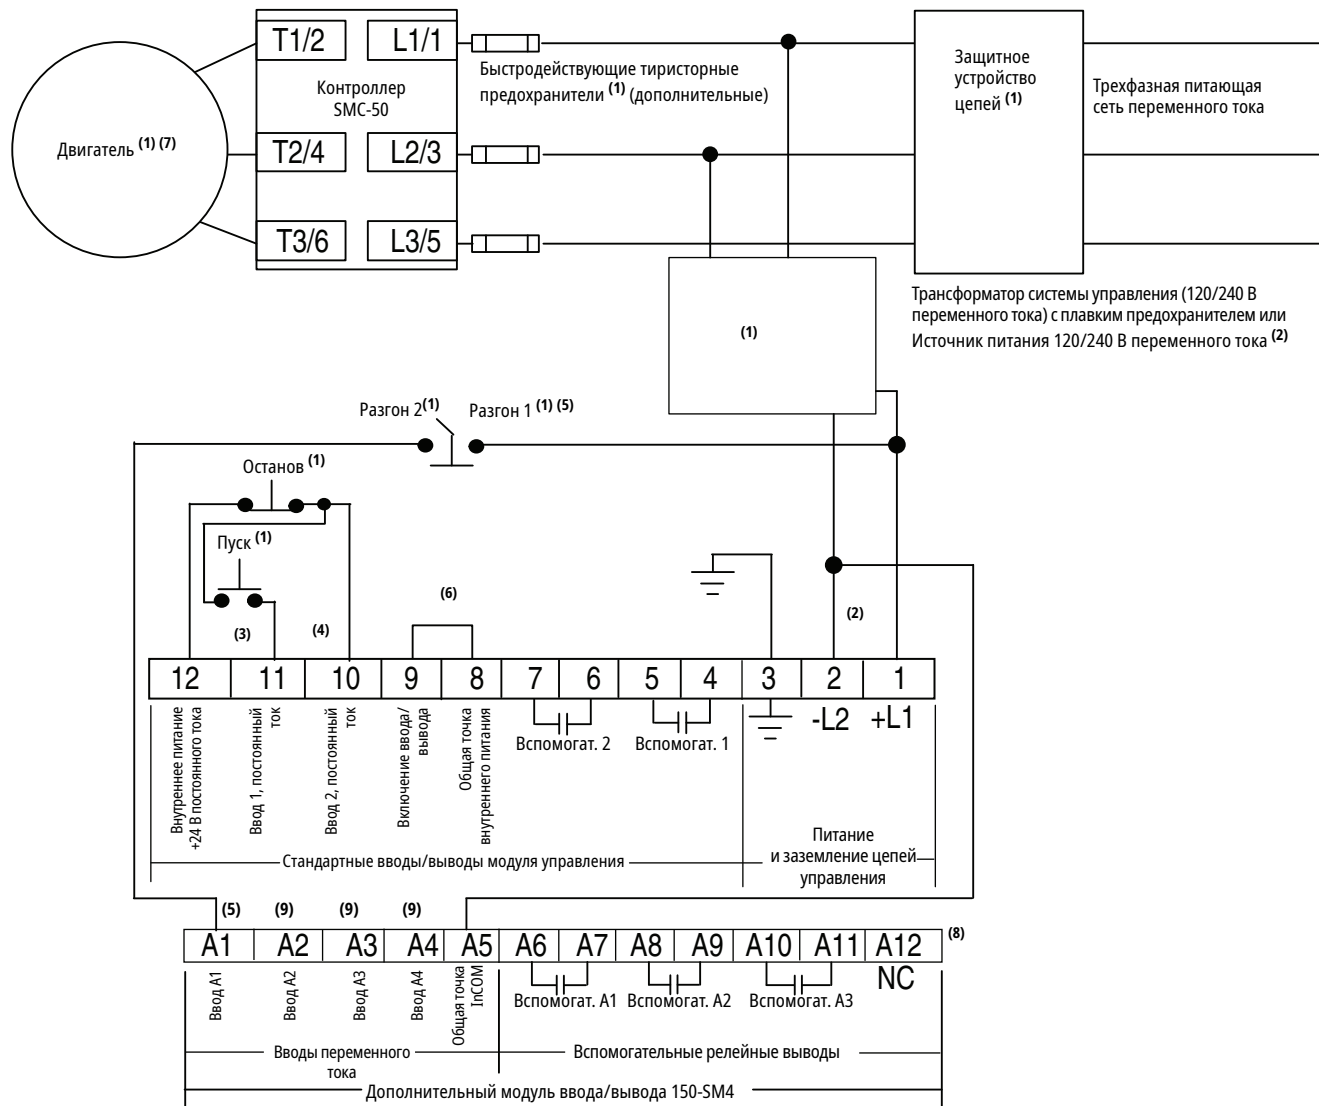 T1/2
L1/1
Контроллер
SMC-50
T2/4
L2/3
T3/6
L3/5
Двигатель (1) (7)
Быстродействующие тиристорные
предохранители (1) (дополнительные)
Защитное
устройство
цепей (1)
Трехфазная питающая
сеть переменного тока
(1)
Трансформатор системы управления (120/240 В
переменного тока) с плавким предохранителем или
Источник питания 120/240 В переменного тока (2)
Разгон 2(1)
Разгон 1 (1) (5)
Останов (1)
Пуск (1)
(3)
(4)
(6)
(2)
12
11
10
9
8
7
6
5
4
3
2
1
Внутреннее питание
+24 В постоянного тока
Ввод 1, постоянный
ток
Ввод 2, постоянный
ток
Включение ввода/
вывода
Общая точка
внутреннего питания
Вспомогат. 2
Вспомогат. 1
-L2
+L1
Стандартные вводы/выводы модуля управления
Питание
и заземление цепей
управления
(5)
(9)
(9)
(9)
(8)
A1
A2
A3
A4
A5
A6
A7
A8
A9
A10
A11
A12
NC
Ввод A1
Ввод A2
Ввод A3
Ввод A4
Общая точка
InCOM
Вспомогат. A1
Вспомогат. A2
Вспомогат. A3
Вводы переменного
тока
Вспомогательные релейные выводы
Дополнительный модуль ввода/вывода 150-SM4